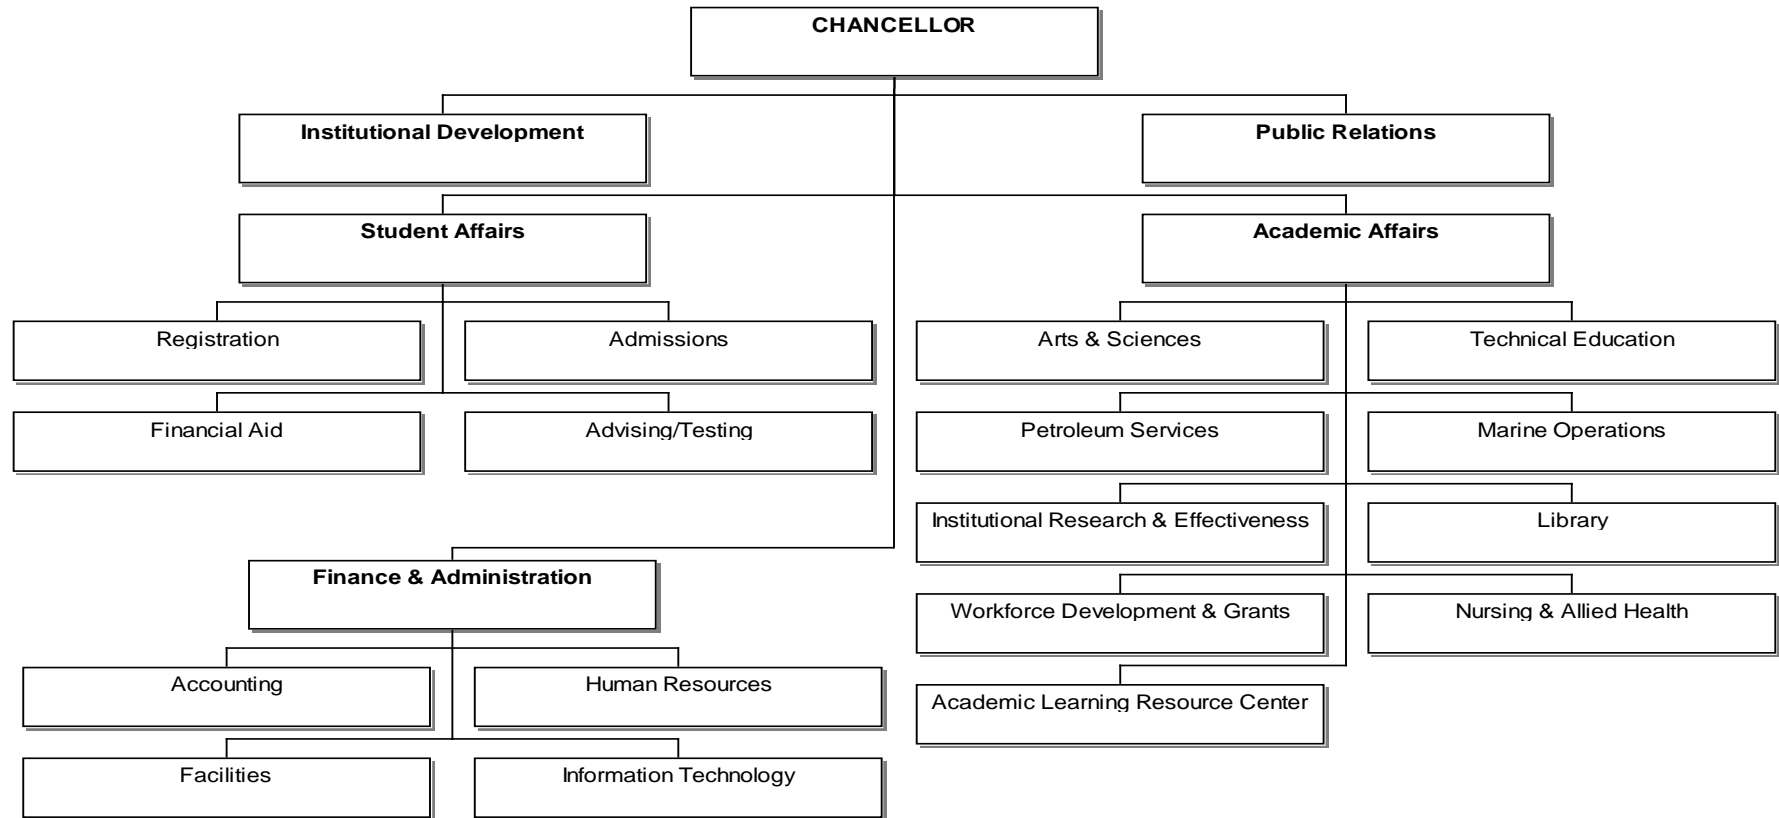 CHANCELLOR
Institutional Development
Public Relations
Student Affairs
Academic Affairs
Registration
Admissions
Arts & Sciences
Technical Education
Financial Aid
Advising/Testing
Petroleum Services
Marine Operations
Institutional Research & Effectiveness
Library
Finance & Administration
Workforce Development & Grants
Nursing & Allied Health
Accounting
Human Resources
Academic Learning Resource Center
Facilities
Information Technology